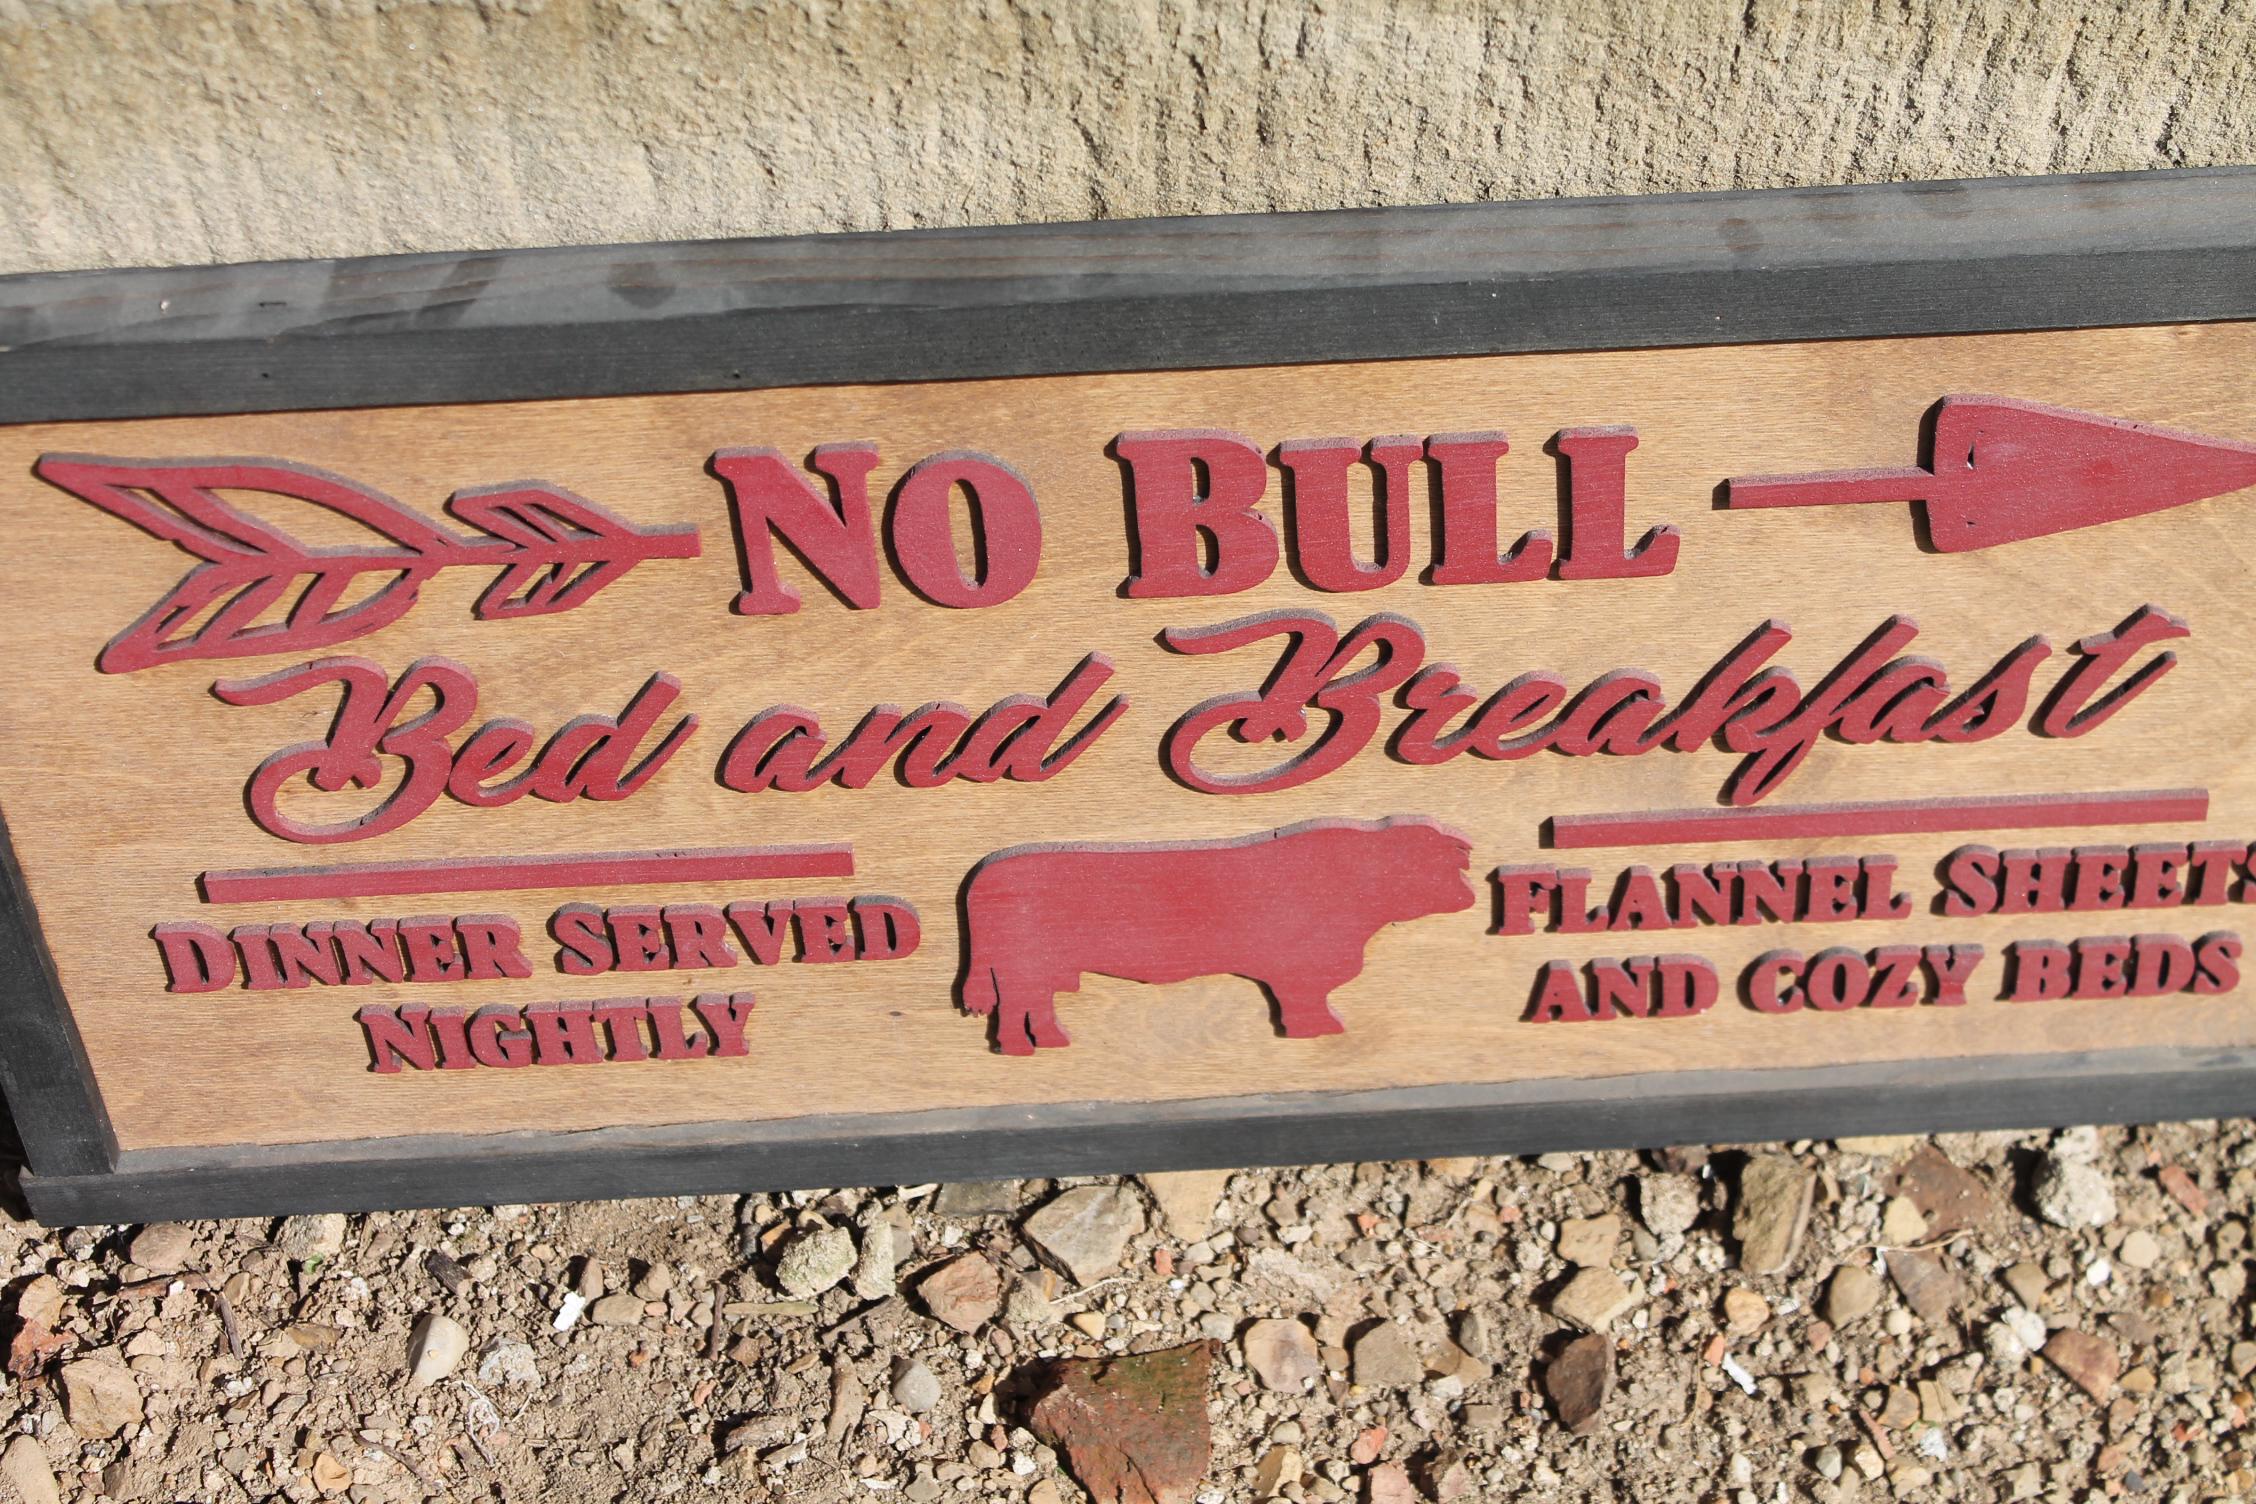 NO BULL
Bed and Breakfast
DINNER SERVED
NIGHTLY
FLANNEL SHEETS
AND COZY BEDS